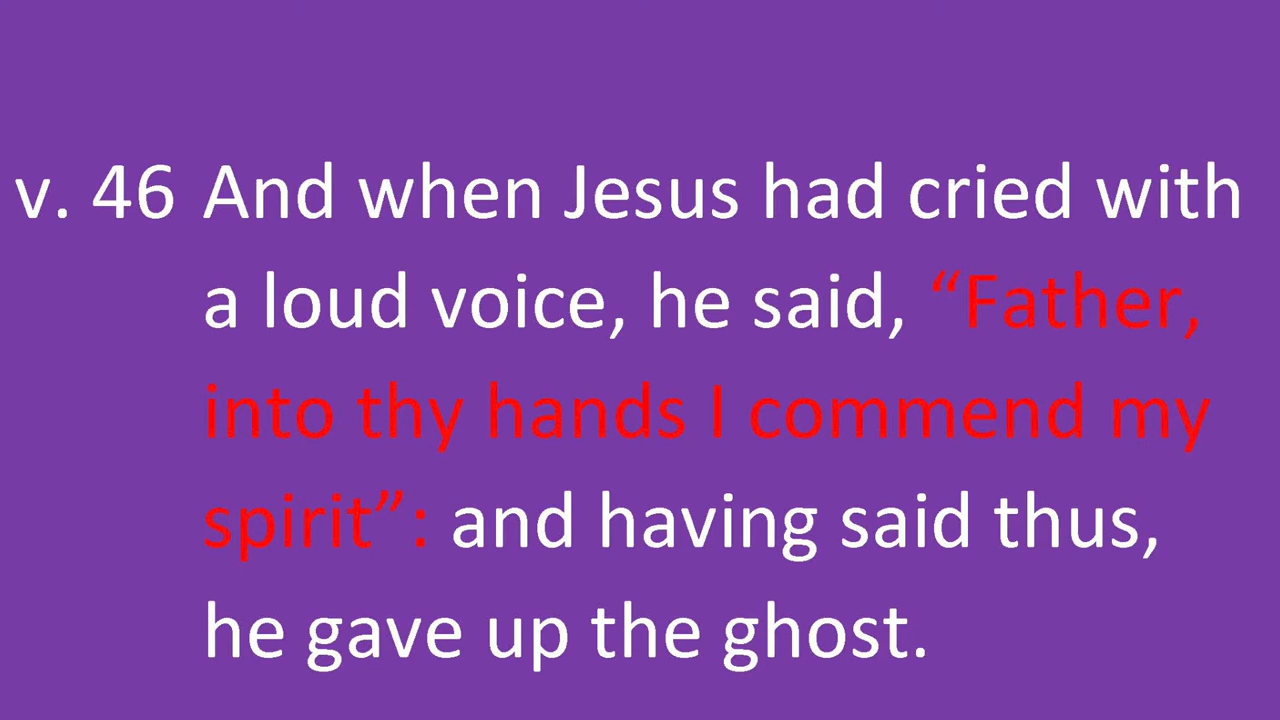 v. 46 And when Jesus had cried with
a loud voice, he said, “Father,
into thy hands I commend my
spirit”: and having said thus,
he gave up the ghost.